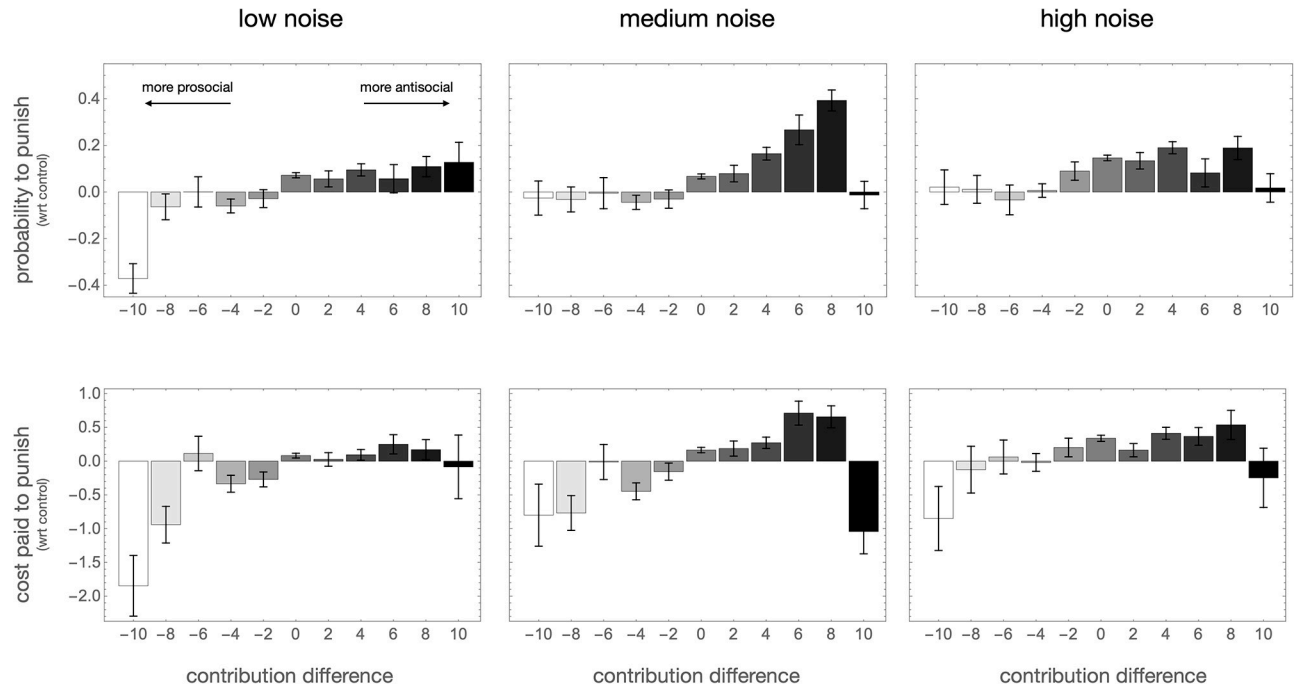 low noise medium noise high noise
more prosocial more antisocial
probability to punish
(wrt control)
0.4
0.2
0.0
−0.2
−0.4
−10 −8 −6 −4 −2 0 2 4 6 8 10
−10 −8 −6 −4 −2 0 2 4 6 8 10
−10 −8 −6 −4 −2 0 2 4 6 8 10
cost paid to punish
(wrt control)
1.0
0.5
0.0
−0.5
−1.0
−1.5
−2.0
−10 −8 −6 −4 −2 0 2 4 6 8 10
−10 −8 −6 −4 −2 0 2 4 6 8 10
−10 −8 −6 −4 −2 0 2 4 6 8 10
contribution difference contribution difference contribution difference